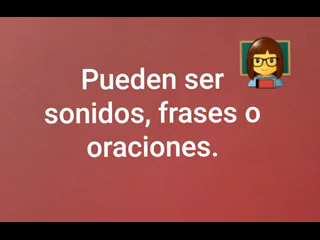 Pueden ser
sonidos, frases o
oraciones.